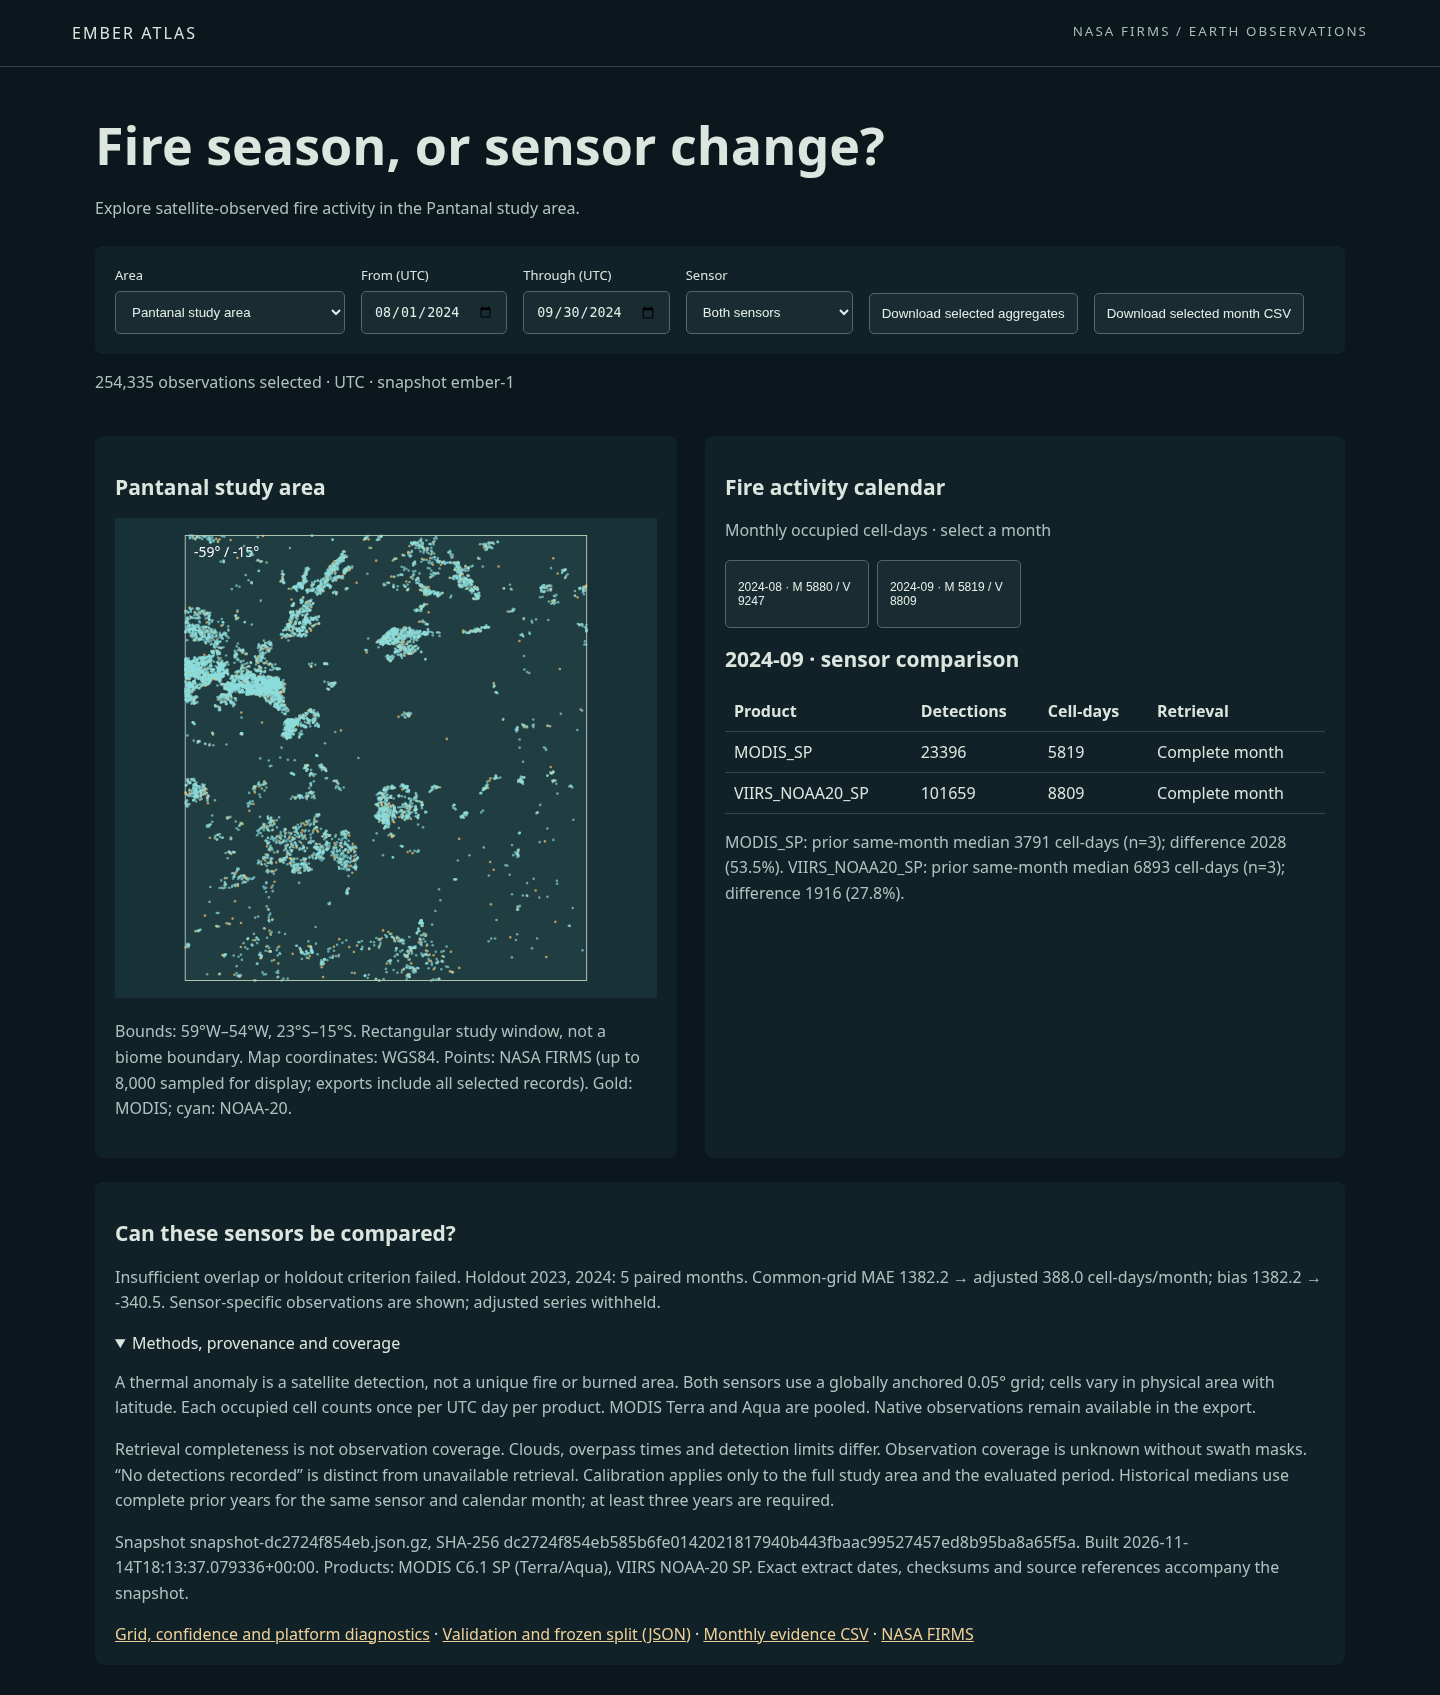 EMBER ATLAS
NASA FIRMS / EARTH OBSERVATIONS
Fire season, or sensor change?
Explore satellite-observed fire activity in the Pantanal study area.
Area
From (UTC)
Through (UTC)
Sensor
Pantanal study area
08/01/2024
09/30/2024
Both sensors
Download selected aggregates
Download selected month CSV
254,335 observations selected · UTC · snapshot ember-1
Pantanal study area
-59° / -15°
Bounds: 59°W–54°W, 23°S–15°S. Rectangular study window, not a
biome boundary. Map coordinates: WGS84. Points: NASA FIRMS (up to
8,000 sampled for display; exports include all selected records). Gold:
MODIS; cyan: NOAA-20.
Fire activity calendar
Monthly occupied cell-days · select a month
2024-08 · M 5880 / V
9247
2024-09 · M 5819 / V
8809
2024-09 · sensor comparison
Product Detections Cell-days Retrieval
MODIS_SP 23396 5819 Complete month
VIIRS_NOAA20_SP 101659 8809 Complete month
MODIS_SP: prior same-month median 3791 cell-days (n=3); difference 2028
(53.5%). VIIRS_NOAA20_SP: prior same-month median 6893 cell-days (n=3);
difference 1916 (27.8%).
Can these sensors be compared?
Insufficient overlap or holdout criterion failed. Holdout 2023, 2024: 5 paired months. Common-grid MAE 1382.2 → adjusted 388.0 cell-days/month; bias 1382.2 →
-340.5. Sensor-specific observations are shown; adjusted series withheld.
▼ Methods, provenance and coverage
A thermal anomaly is a satellite detection, not a unique fire or burned area. Both sensors use a globally anchored 0.05° grid; cells vary in physical area with
latitude. Each occupied cell counts once per UTC day per product. MODIS Terra and Aqua are pooled. Native observations remain available in the export.
Retrieval completeness is not observation coverage. Clouds, overpass times and detection limits differ. Observation coverage is unknown without swath masks.
“No detections recorded” is distinct from unavailable retrieval. Calibration applies only to the full study area and the evaluated period. Historical medians use
complete prior years for the same sensor and calendar month; at least three years are required.
Snapshot snapshot-dc2724f854eb.json.gz, SHA-256 dc2724f854eb585b6fe0142021817940b443fbaac99527457ed8b95ba8a65f5a. Built 2026-11-
14T18:13:37.079336+00:00. Products: MODIS C6.1 SP (Terra/Aqua), VIIRS NOAA-20 SP. Exact extract dates, checksums and source references accompany the
snapshot.
Grid, confidence and platform diagnostics · Validation and frozen split (JSON) · Monthly evidence CSV · NASA FIRMS